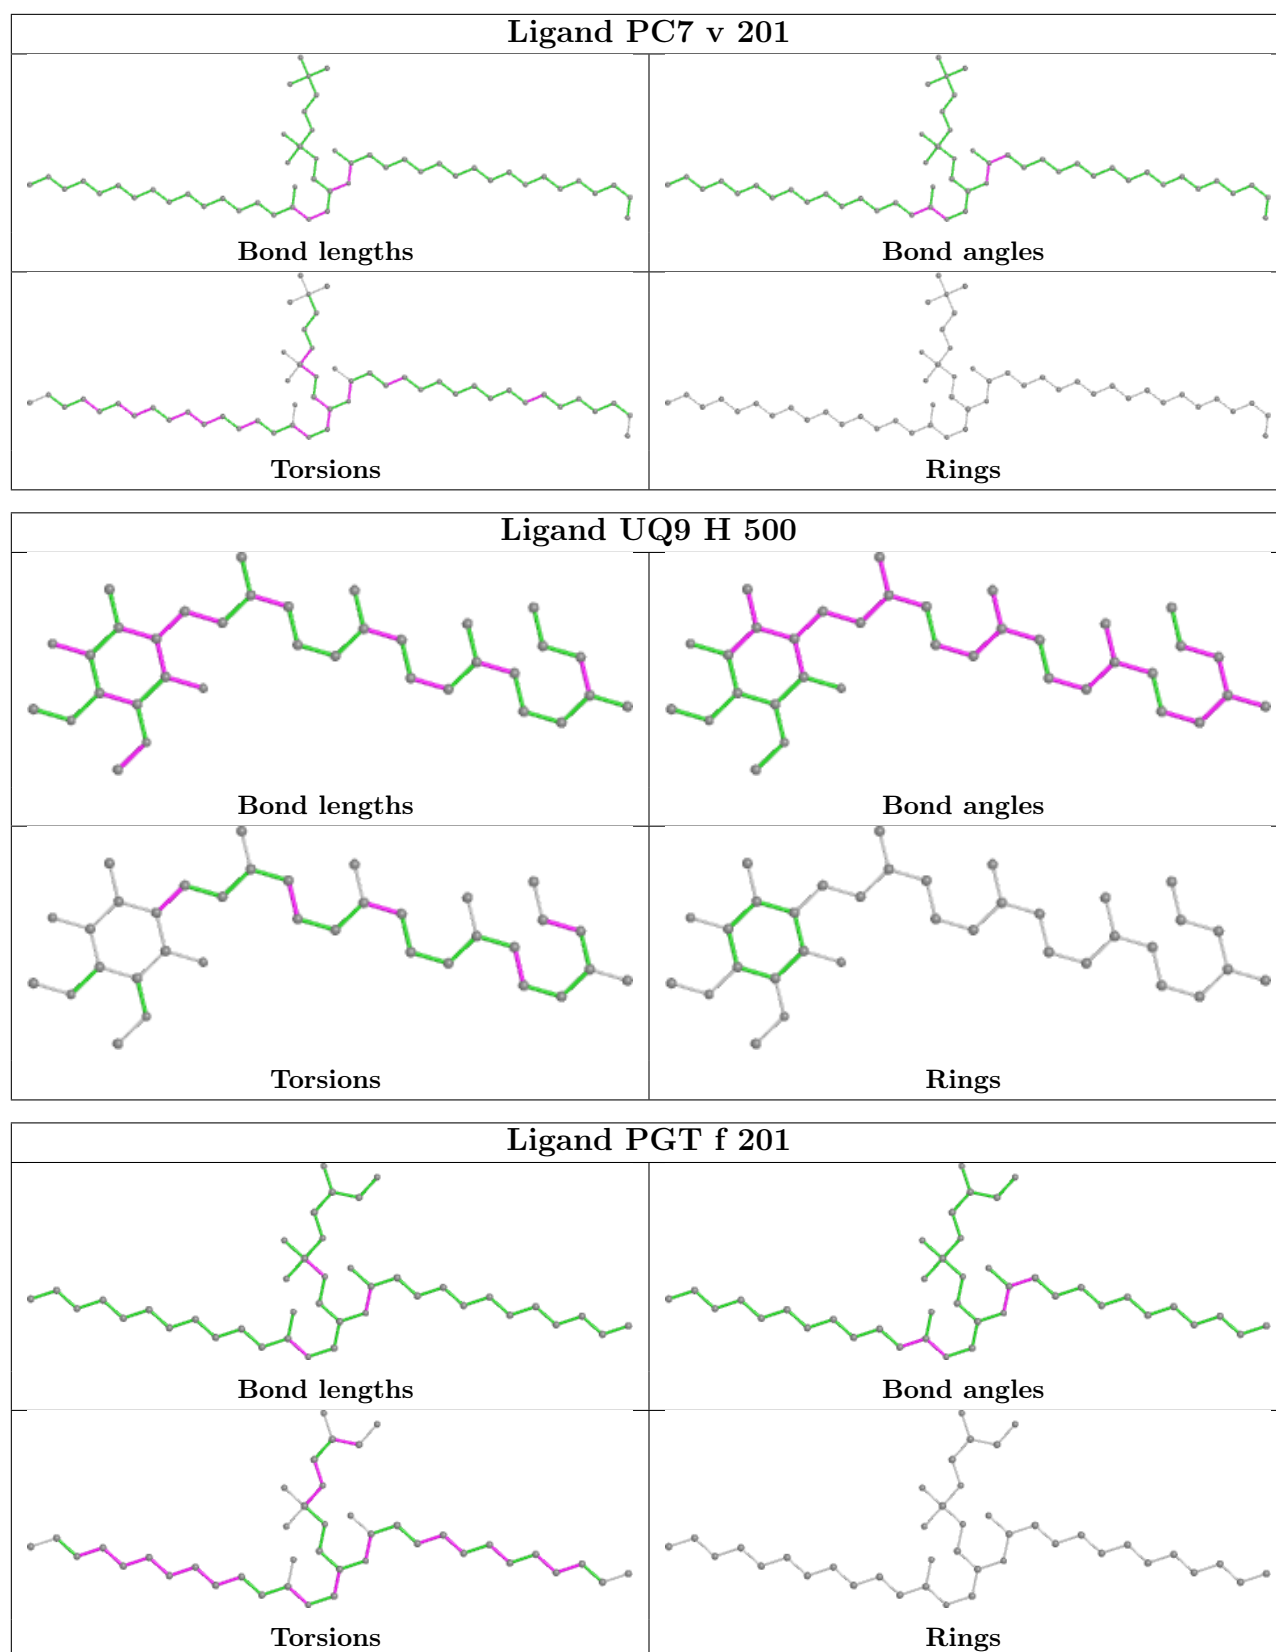 Ligand PC7 v 201
Bond lengths
Bond angles
Torsions
Rings
Ligand UQ9 H 500
Bond lengths
Bond angles
Torsions
Rings
Ligand PGT f 201
Bond lengths
Bond angles
Torsions
Rings